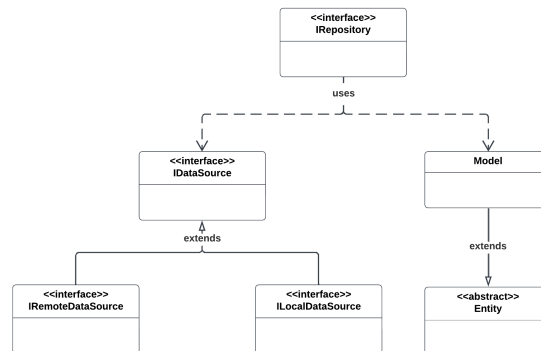 <<interface>>
IRepository
uses
<<interface>>
IDataSource
Model
extends
extends
<<interface>>
IRemoteDataSource
<<interface>>
ILocalDataSource
<<abstract>>
Entity